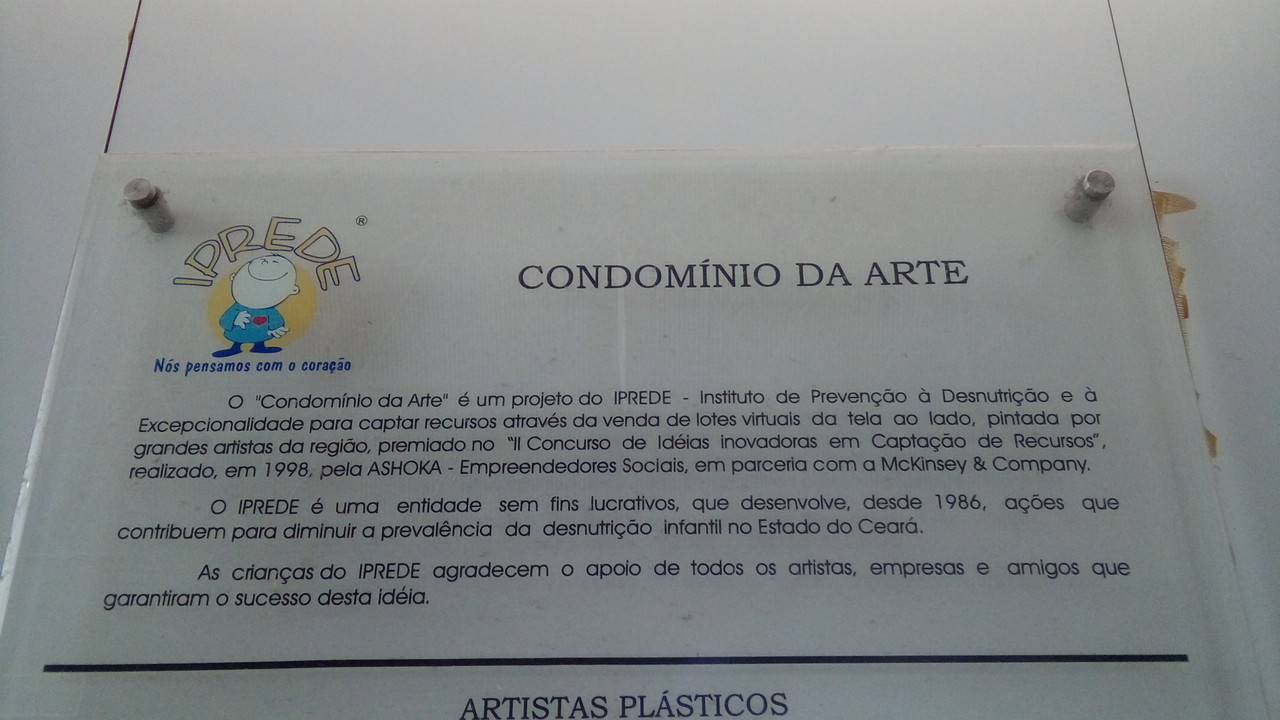 IPREDE ®
CONDOMÍNIO DA ARTE
Nós pensamos com o coração
O "Condomínio da Arte" é um projeto do IPREDE - Instituto de Prevenção à Desnutrição e à
Excepcionalidade para captar recursos através da venda de lotes virtuais da tela ao lado, pintada por
grandes artistas da região, premiado no "II Concurso de Idéias inovadoras em Captação de Recursos",
realizado, em 1998, pela ASHOKA - Empreendedores Sociais, em parceria com a McKinsey & Company.
O IPREDE é uma entidade sem fins lucrativos, que desenvolve, desde 1986, ações que
contribuem para diminuir a prevalência da desnutrição infantil no Estado do Ceará.
As crianças do IPREDE agradecem o apoio de todos os artistas, empresas e amigos que
garantiram o sucesso desta idéia.
ARTISTAS PLÁSTICOS